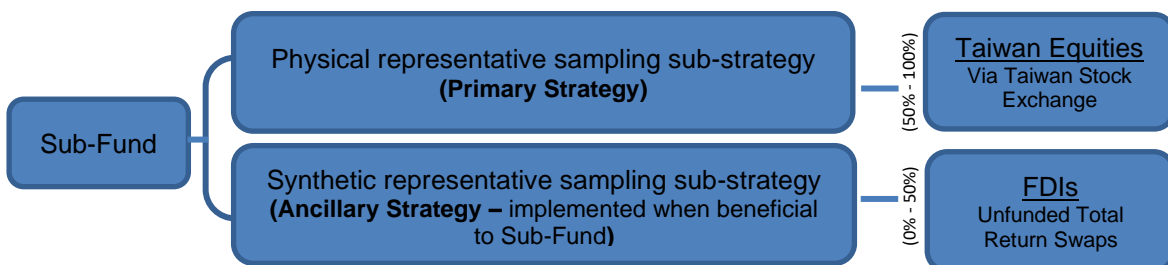 Sub-Fund
Physical representative sampling sub-strategy
(Primary Strategy)
(50% - 100%)
Taiwan Equities
Via Taiwan Stock
Exchange
Synthetic representative sampling sub-strategy
(Ancillary Strategy – implemented when beneficial
to Sub-Fund)
(0% - 50%)
FDIs
Unfunded Total
Return Swaps